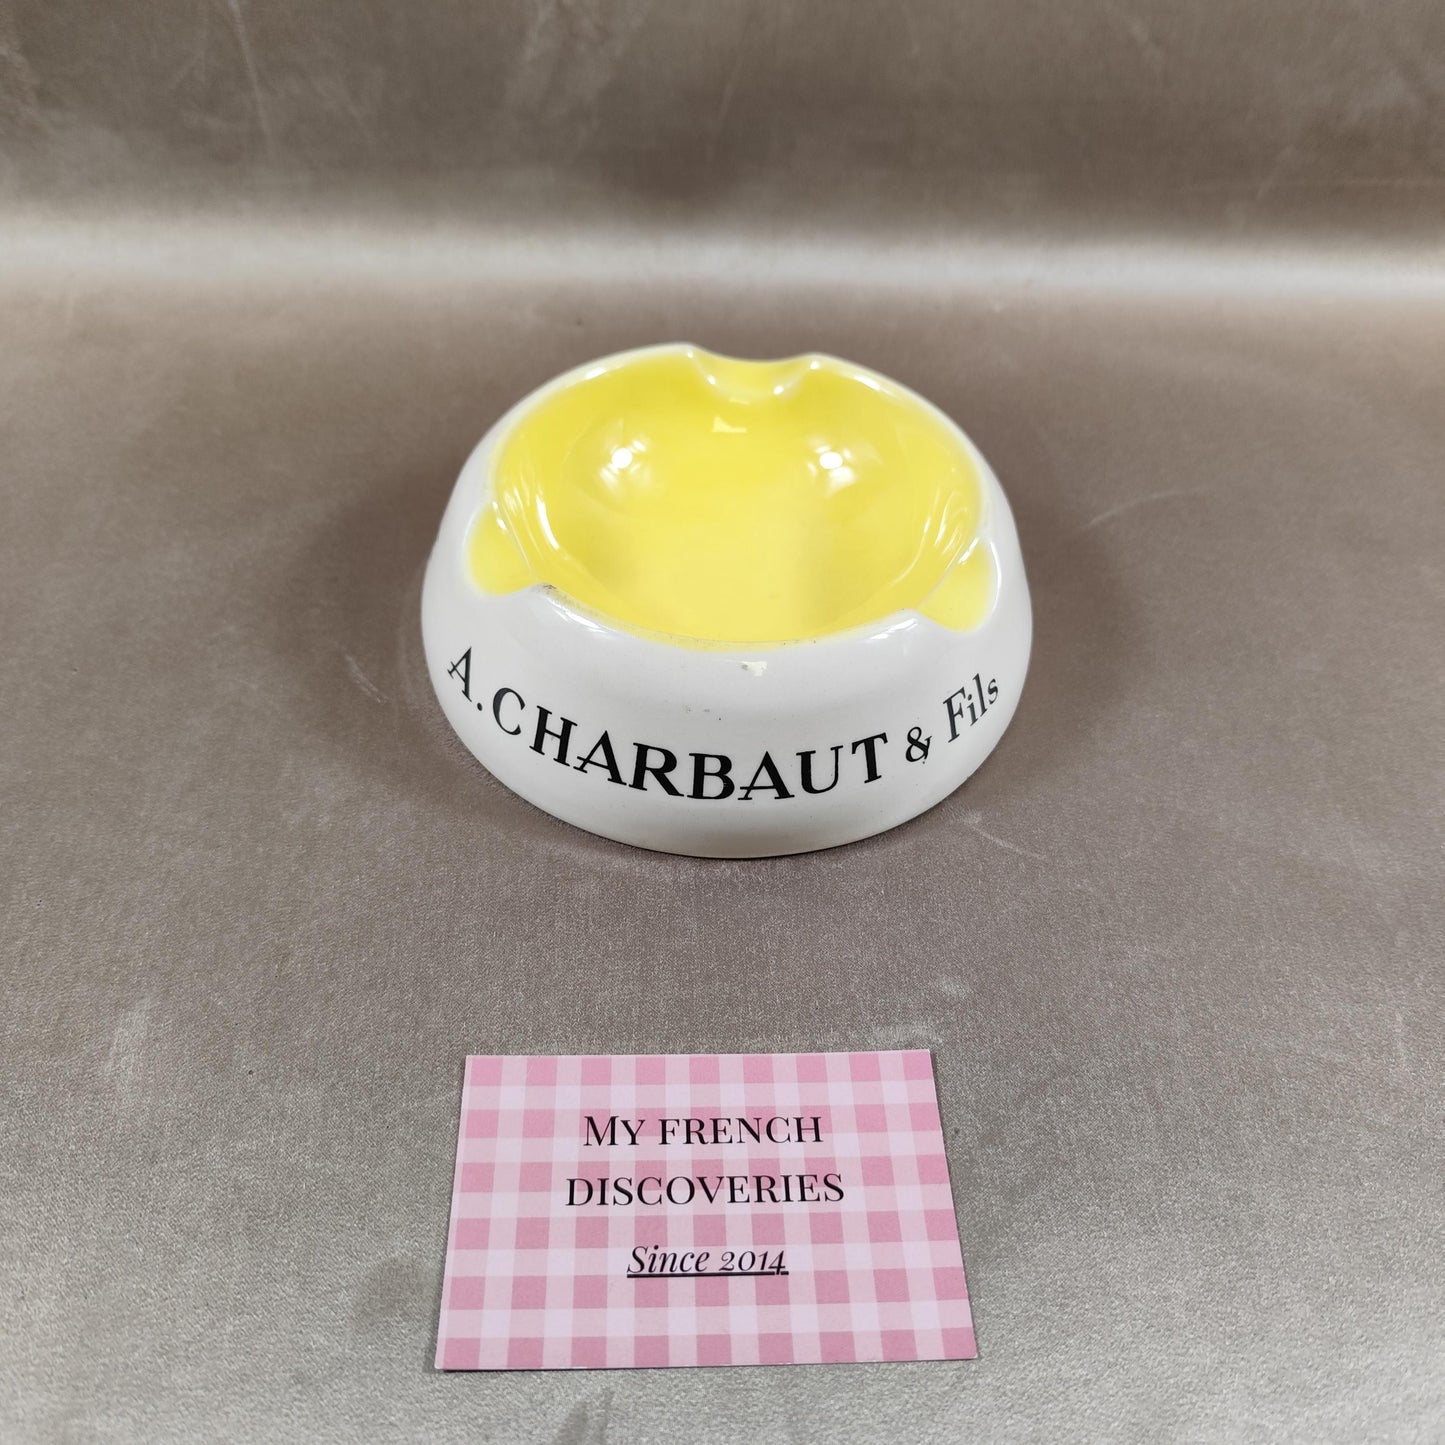 A. CHARBAUT & Fils
MY FRENCH
DISCOVERIES
Since 2014